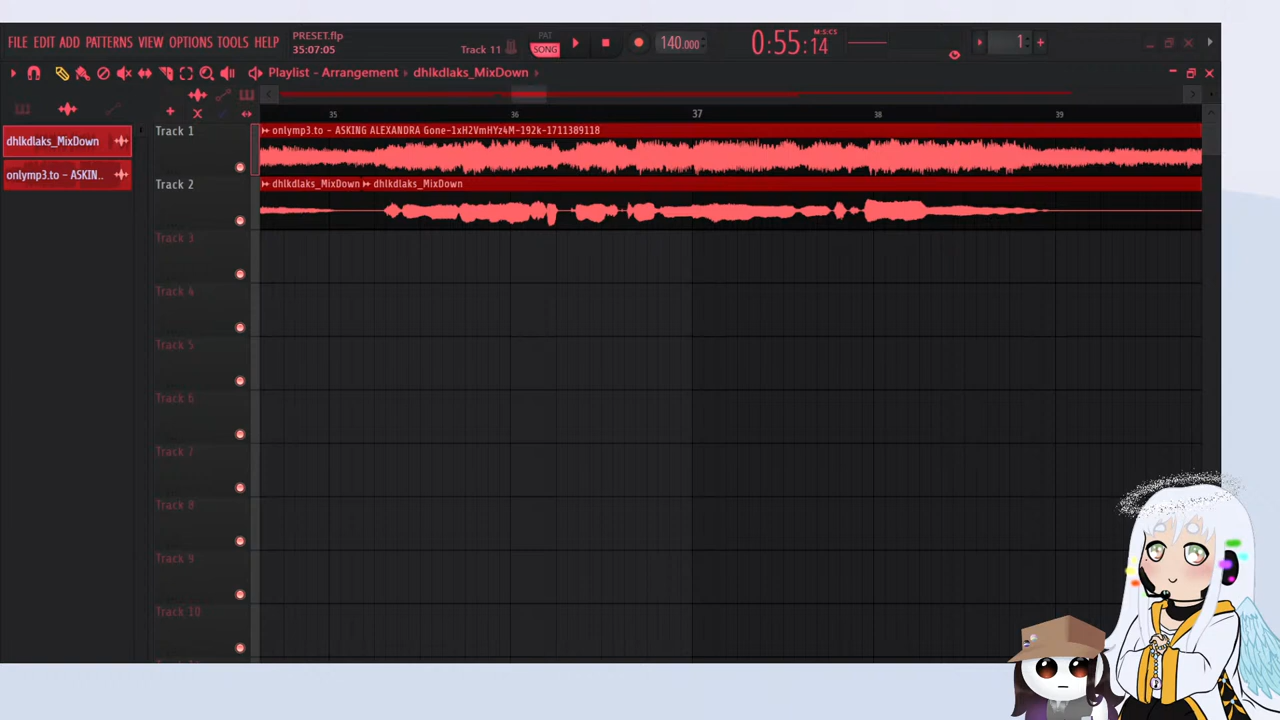 FILE EDIT ADD PATTERNS VIEW OPTIONS TOOLS HELP
PRESET.flp
35:07:05
Track 11
PAT
SONG
140.000
0:55:14
M:S:CS
1
Playlist - Arrangement › dhlkdlaks_MixDown ›
35 36 37 38 39
dhlkdlaks_MixDown
onlymp3.to - ASKIN..
Track 1
onlymp3.to - ASKING ALEXANDRA Gone-1xH2VmHYz4M-192k-1711389118
Track 2
dhlkdlaks_MixDown dhlkdlaks_MixDown
Track 3
Track 4
Track 5
Track 6
Track 7
Track 8
Track 9
Track 10